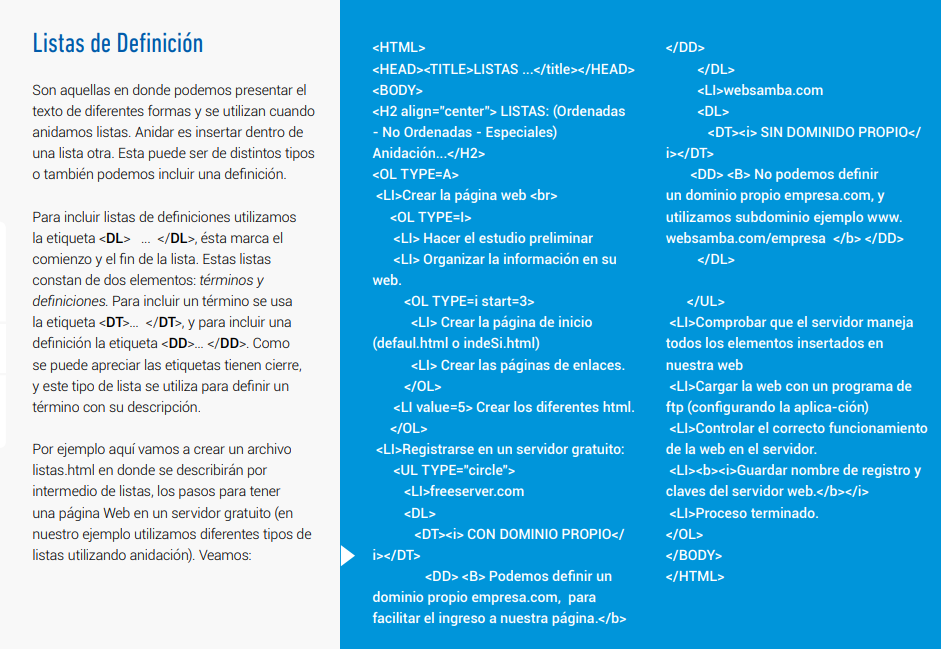 Listas de Definición
Son aquellas en donde podemos presentar el
texto de diferentes formas y se utilizan cuando
anidamos listas. Anidar es insertar dentro de
una lista otra. Esta puede ser de distintos tipos
o también podemos incluir una definición.
Para incluir listas de definiciones utilizamos
la etiqueta <DL>   ...  </DL>, ésta marca el
comienzo y el fin de la lista. Estas listas
constan de dos elementos: términos y
definiciones. Para incluir un término se usa
la etiqueta <DT>...  </DT>, y para incluir una
definición la etiqueta <DD>... </DD>. Como
se puede apreciar las etiquetas tienen cierre,
y este tipo de lista se utiliza para definir un
término con su descripción.
Por ejemplo aquí vamos a crear un archivo
listas.html en donde se describirán por
intermedio de listas, los pasos para tener
una página Web en un servidor gratuito (en
nuestro ejemplo utilizamos diferentes tipos de
listas utilizando anidación). Veamos:
<HTML>
<HEAD><TITLE>LISTAS ...</title></HEAD>
<BODY>
<H2 align="center"> LISTAS: (Ordenadas
- No Ordenadas - Especiales)
Anidación...</H2>
<OL TYPE=A>
<LI>Crear la página web <br>
<OL TYPE=I>
<LI> Hacer el estudio preliminar
<LI> Organizar la información en su
web.
<OL TYPE=i start=3>
<LI> Crear la página de inicio
(defaul.html o indeSi.html)
<LI> Crear las páginas de enlaces.
</OL>
<LI value=5> Crear los diferentes html.
</OL>
<LI>Registrarse en un servidor gratuito:
<UL TYPE="circle">
<LI>freeserver.com
<DL>
<DT><i> CON DOMINIO PROPIO</
i></DT>
<DD> <B> Podemos definir un
dominio propio empresa.com,  para
facilitar el ingreso a nuestra página.</b>
</DD>
</DL>
<LI>websamba.com
<DL>
<DT><i> SIN DOMINIDO PROPIO</
i></DT>
<DD> <B> No podemos definir
un dominio propio empresa.com, y
utilizamos subdominio ejemplo www.
websamba.com/empresa  </b> </DD>
</DL>
</UL>
<LI>Comprobar que el servidor maneja
todos los elementos insertados en
nuestra web
<LI>Cargar la web con un programa de
ftp (configurando la aplica-ción)
<LI>Controlar el correcto funcionamiento
de la web en el servidor.
<LI><b><i>Guardar nombre de registro y
claves del servidor web.</b></i>
<LI>Proceso terminado.
</OL>
</BODY>
</HTML>